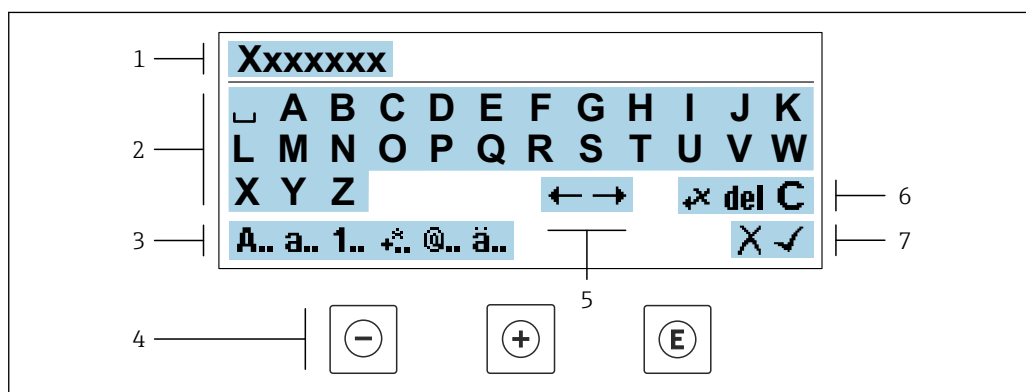 1
Xxxxxxx
2
␣ A B C D E F G H I J K
L M N O P Q R S T U V W
X Y Z ← → +× del C 6
3 A.. a.. 1.. +×.. @.. ä.. X ✓ 7
5
4 − + E